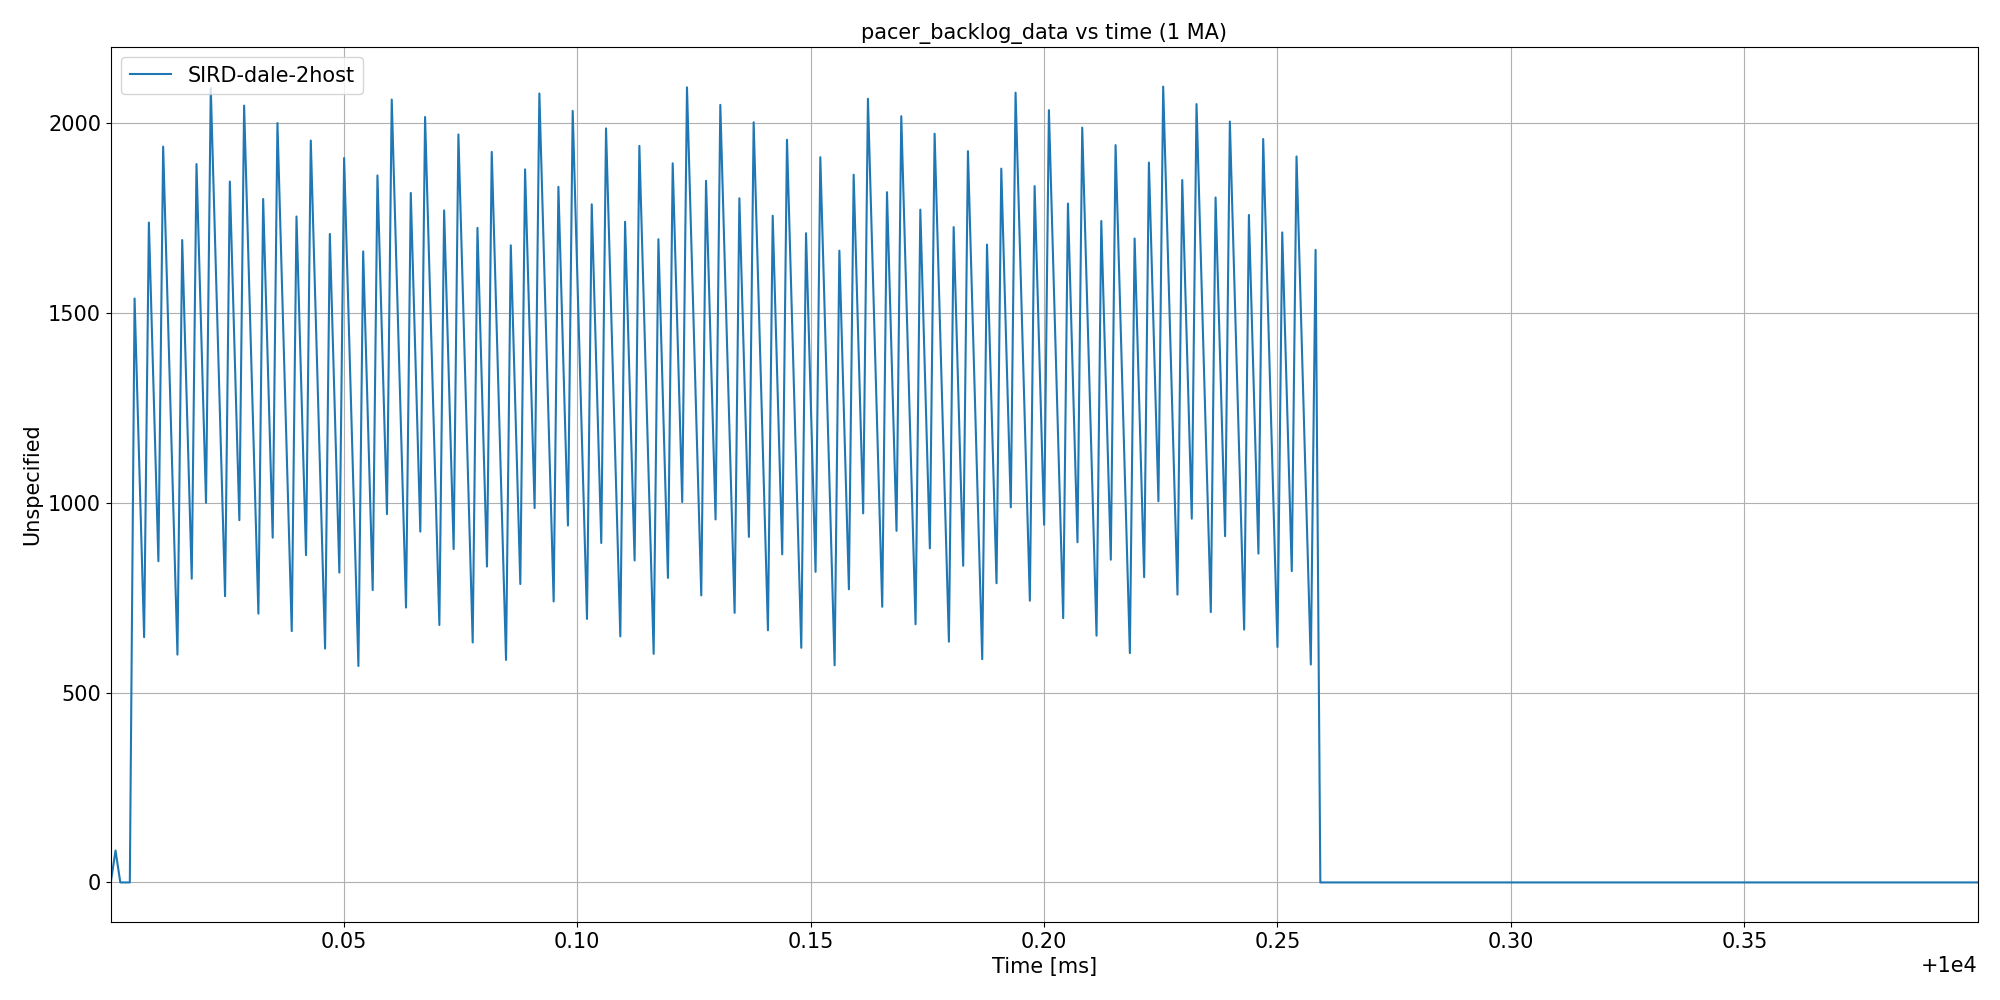 pacer_backlog_data vs time (1 MA)
SIRD-dale-2host
2000
1500
1000
500
0
Unspecified
0.05 0.10 0.15 0.20 0.25 0.30 0.35
Time [ms]
+1e4